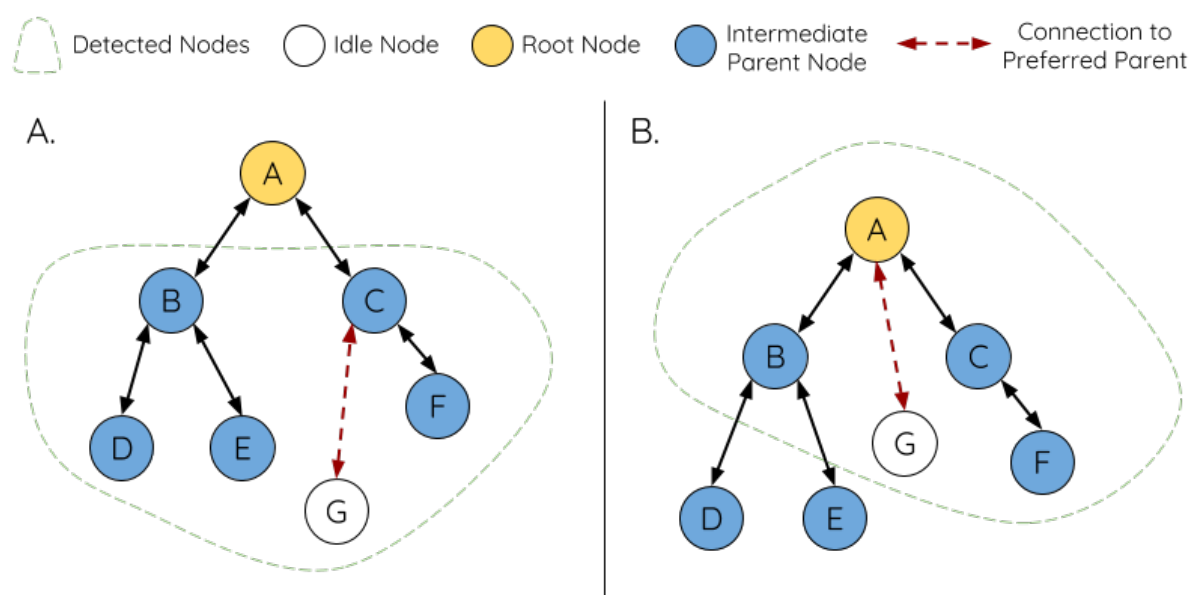 Detected Nodes
Idle Node
Root Node
Intermediate
Parent Node
Connection to
Preferred Parent
A.
A
B
C
D
E
F
G
B.
A
B
C
G
F
D
E